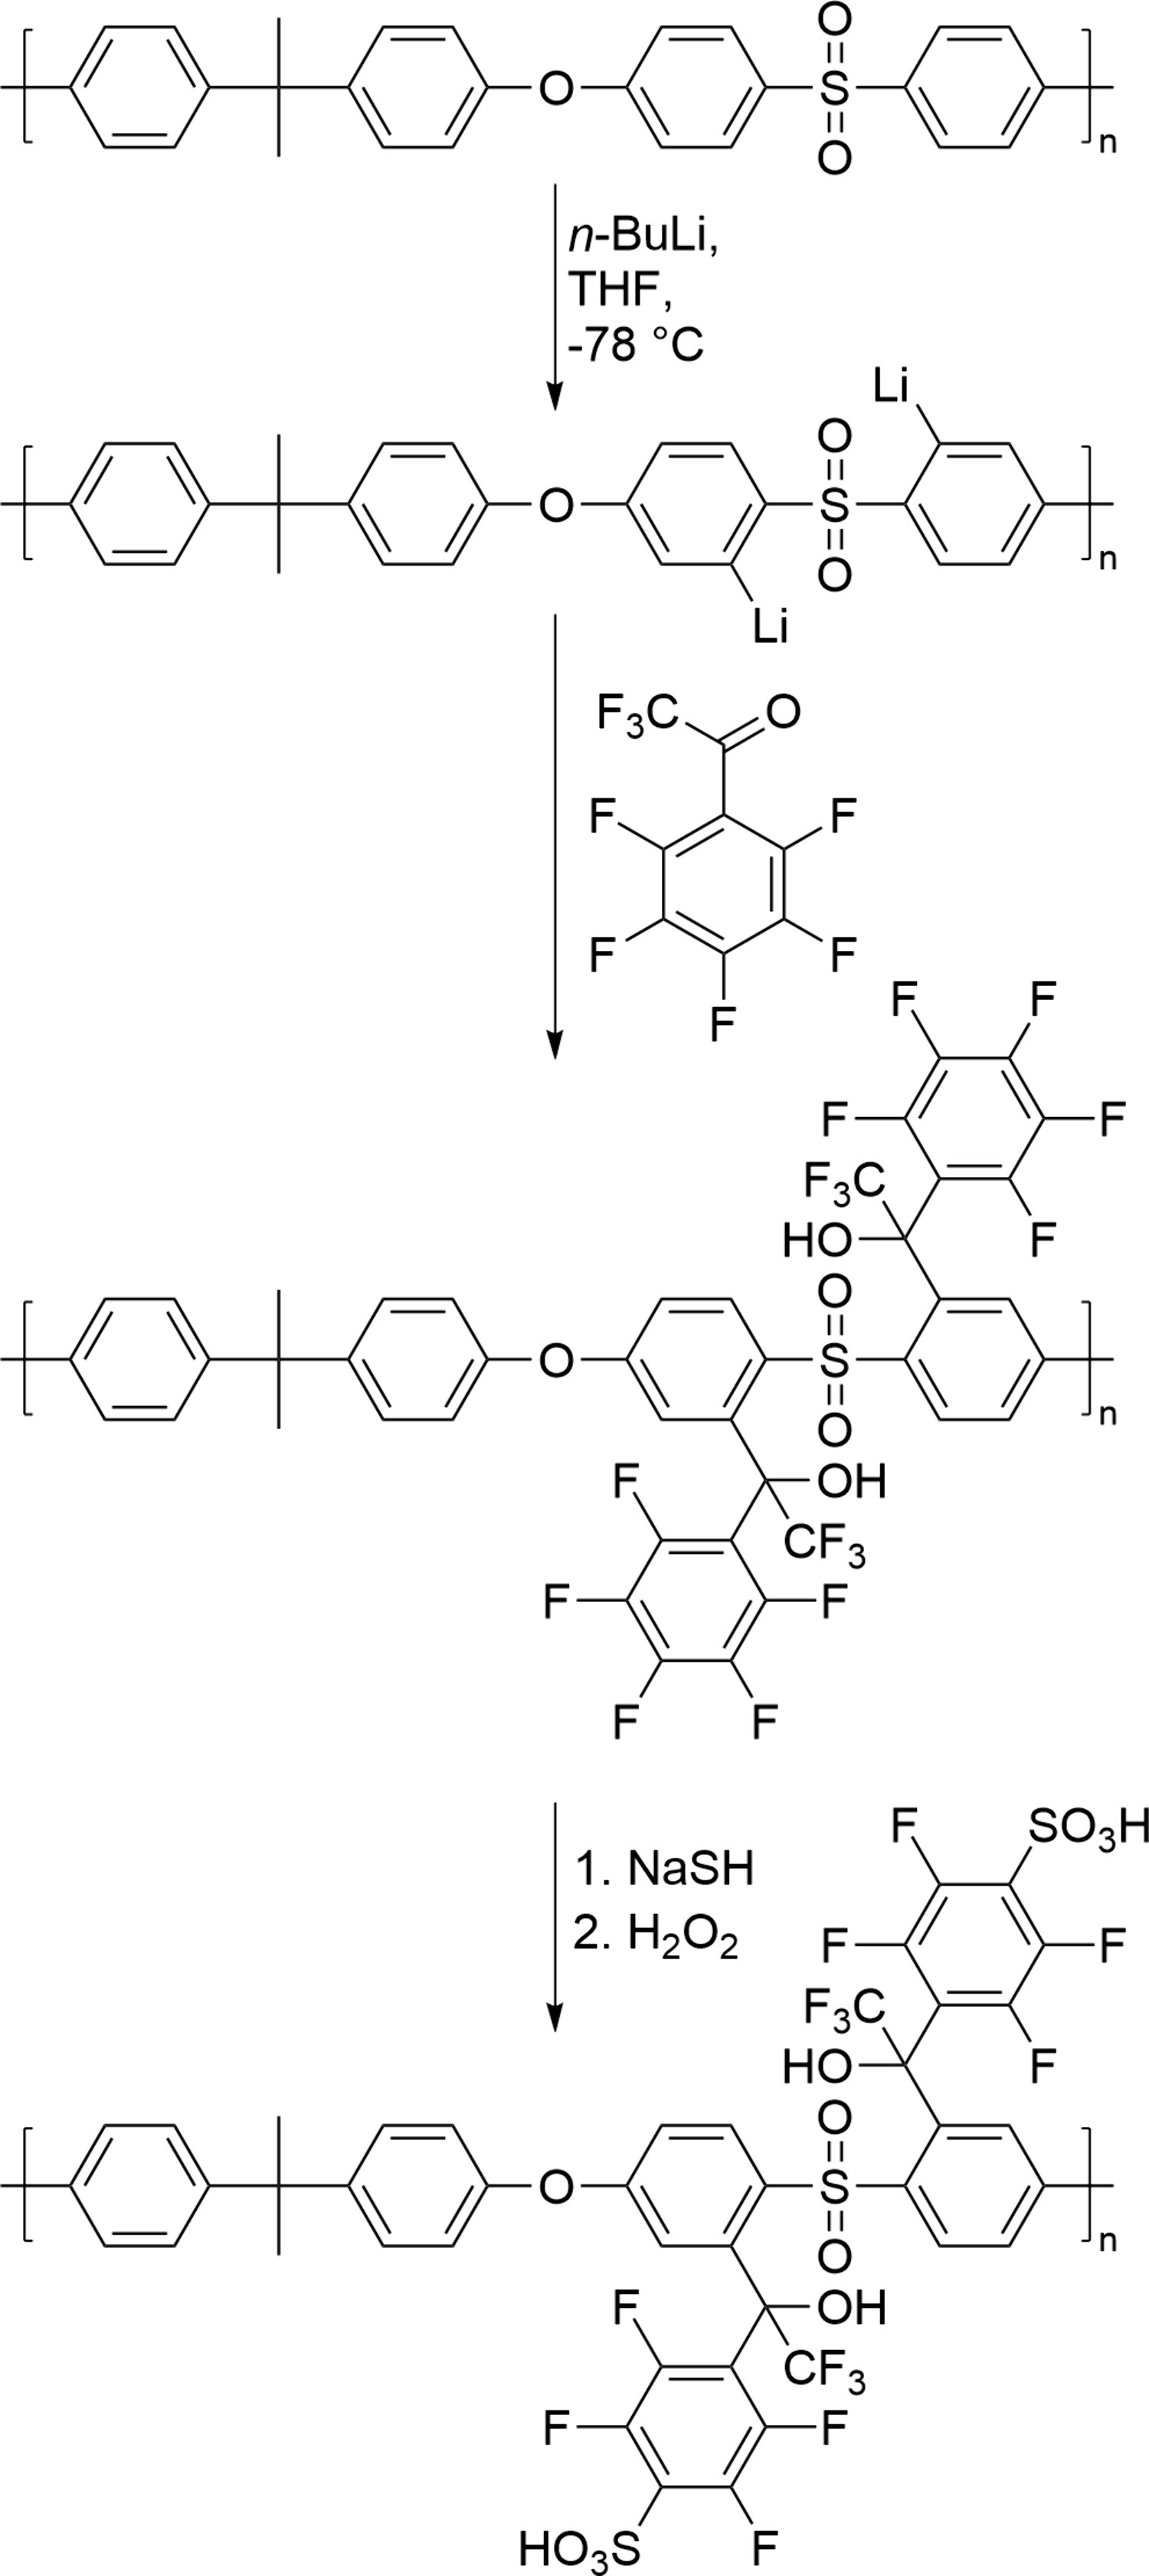 O
O S
O
n
n-BuLi,
THF,
-78 °C
Li
O
O S
O
n
Li
F₃C O
F F
F F
F
F F
F F
F₃C
HO F
O
O S
O
n
F OH
CF₃
F F
F F
F SO₃H
1. NaSH
2. H₂O₂
F F
F₃C
HO F
O
O S
O
n
F OH
CF₃
F F
HO₃S F